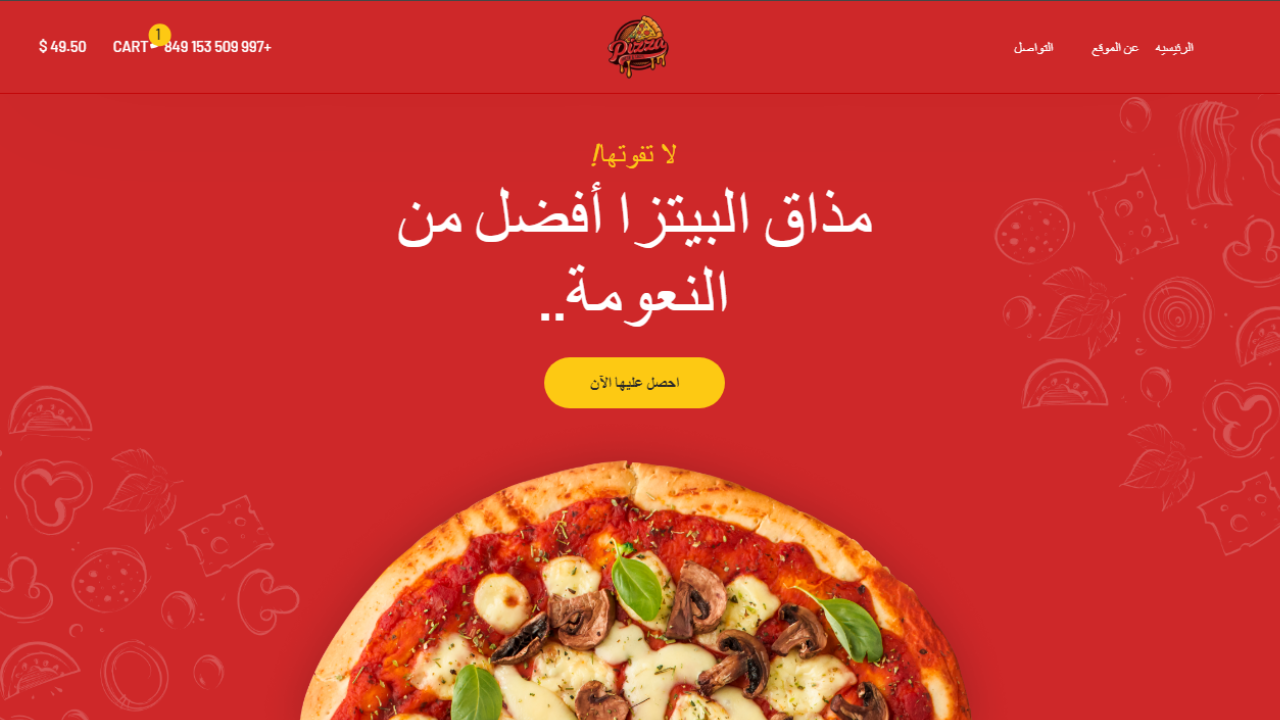 الرئيسيه
عن الموقع
التواصل
Pizza
+997 509 153 849
1
CART
$ 49.50
لا تفوتها!
مذاق البيتزا أفضل من
النعومة..
احصل عليها الآن